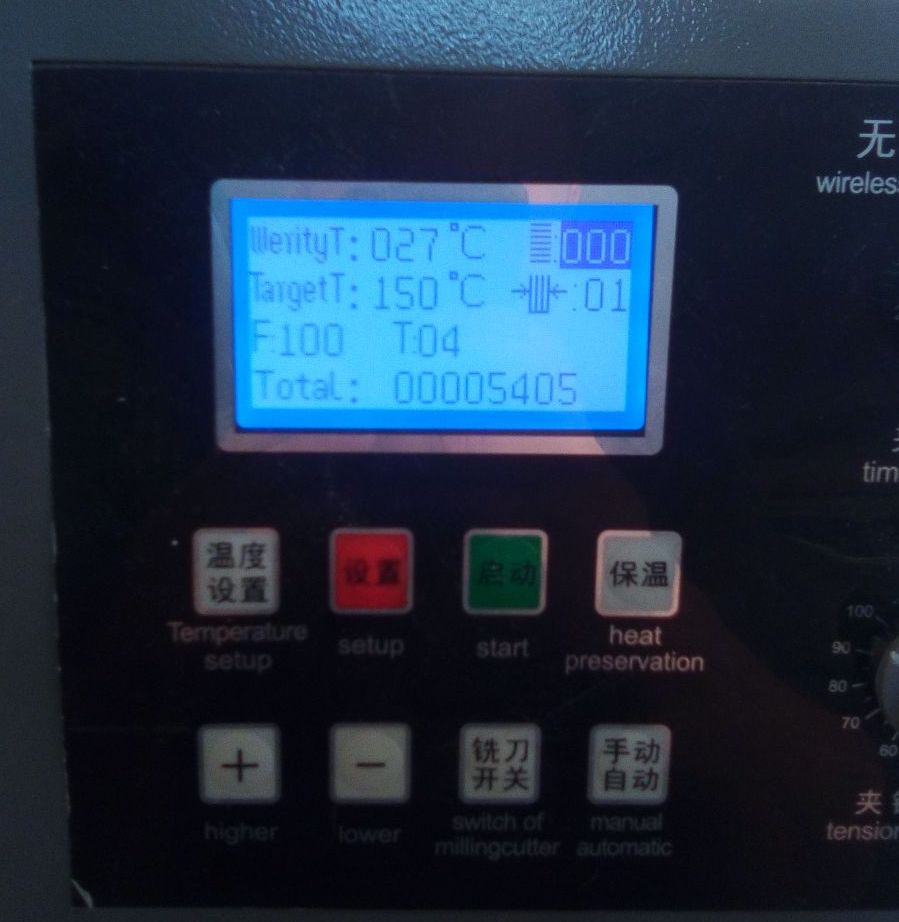 WerityT: 027 °C :000
TargetT: 150 °C :01
F:100 T:04
Total: 00005405
无
wireless
tim
温度
设置
设置
启动
保温
Temperature
setup
setup
start
heat
preservation
100
90
80
70
60
+
-
铣刀
开关
手动
自动
higher
lower
switch of
millingcutter
manual
automatic
夹
tension